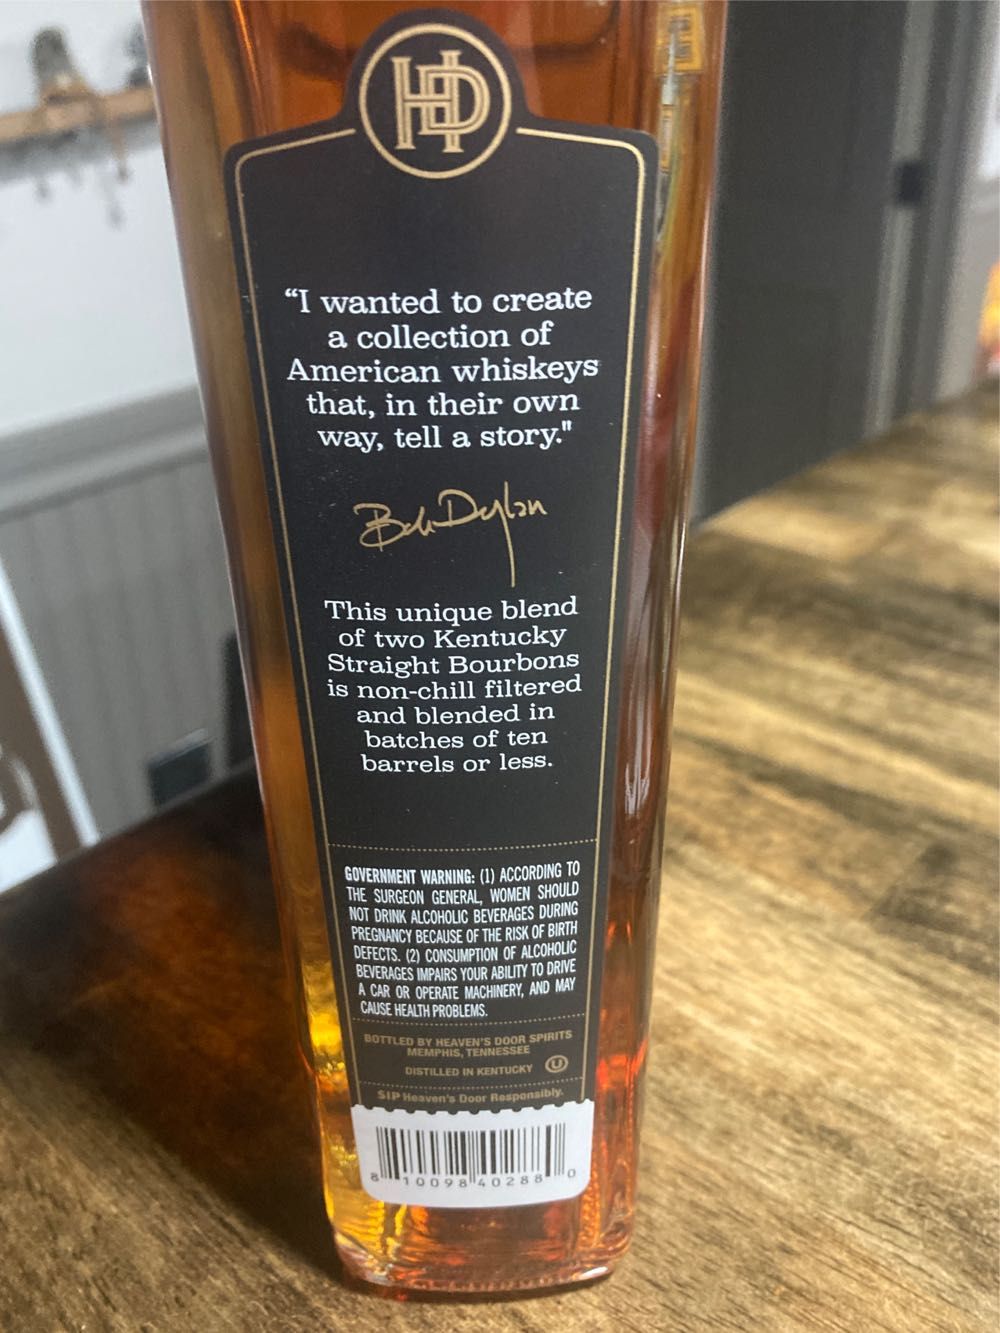 HD
“I wanted to create
a collection of
American whiskeys
that, in their own
way, tell a story."
Bob Dylan
This unique blend
of two Kentucky
Straight Bourbons
is non-chill filtered
and blended in
batches of ten
barrels or less.
GOVERNMENT WARNING: (1) ACCORDING TO
THE SURGEON GENERAL, WOMEN SHOULD
NOT DRINK ALCOHOLIC BEVERAGES DURING
PREGNANCY BECAUSE OF THE RISK OF BIRTH
DEFECTS. (2) CONSUMPTION OF ALCOHOLIC
BEVERAGES IMPAIRS YOUR ABILITY TO DRIVE
A CAR OR OPERATE MACHINERY, AND MAY
CAUSE HEALTH PROBLEMS.
BOTTLED BY HEAVEN'S DOOR SPIRITS
MEMPHIS, TENNESSEE
DISTILLED IN KENTUCKY U
SIP Heaven's Door Responsibly.
8 10098 40288 0